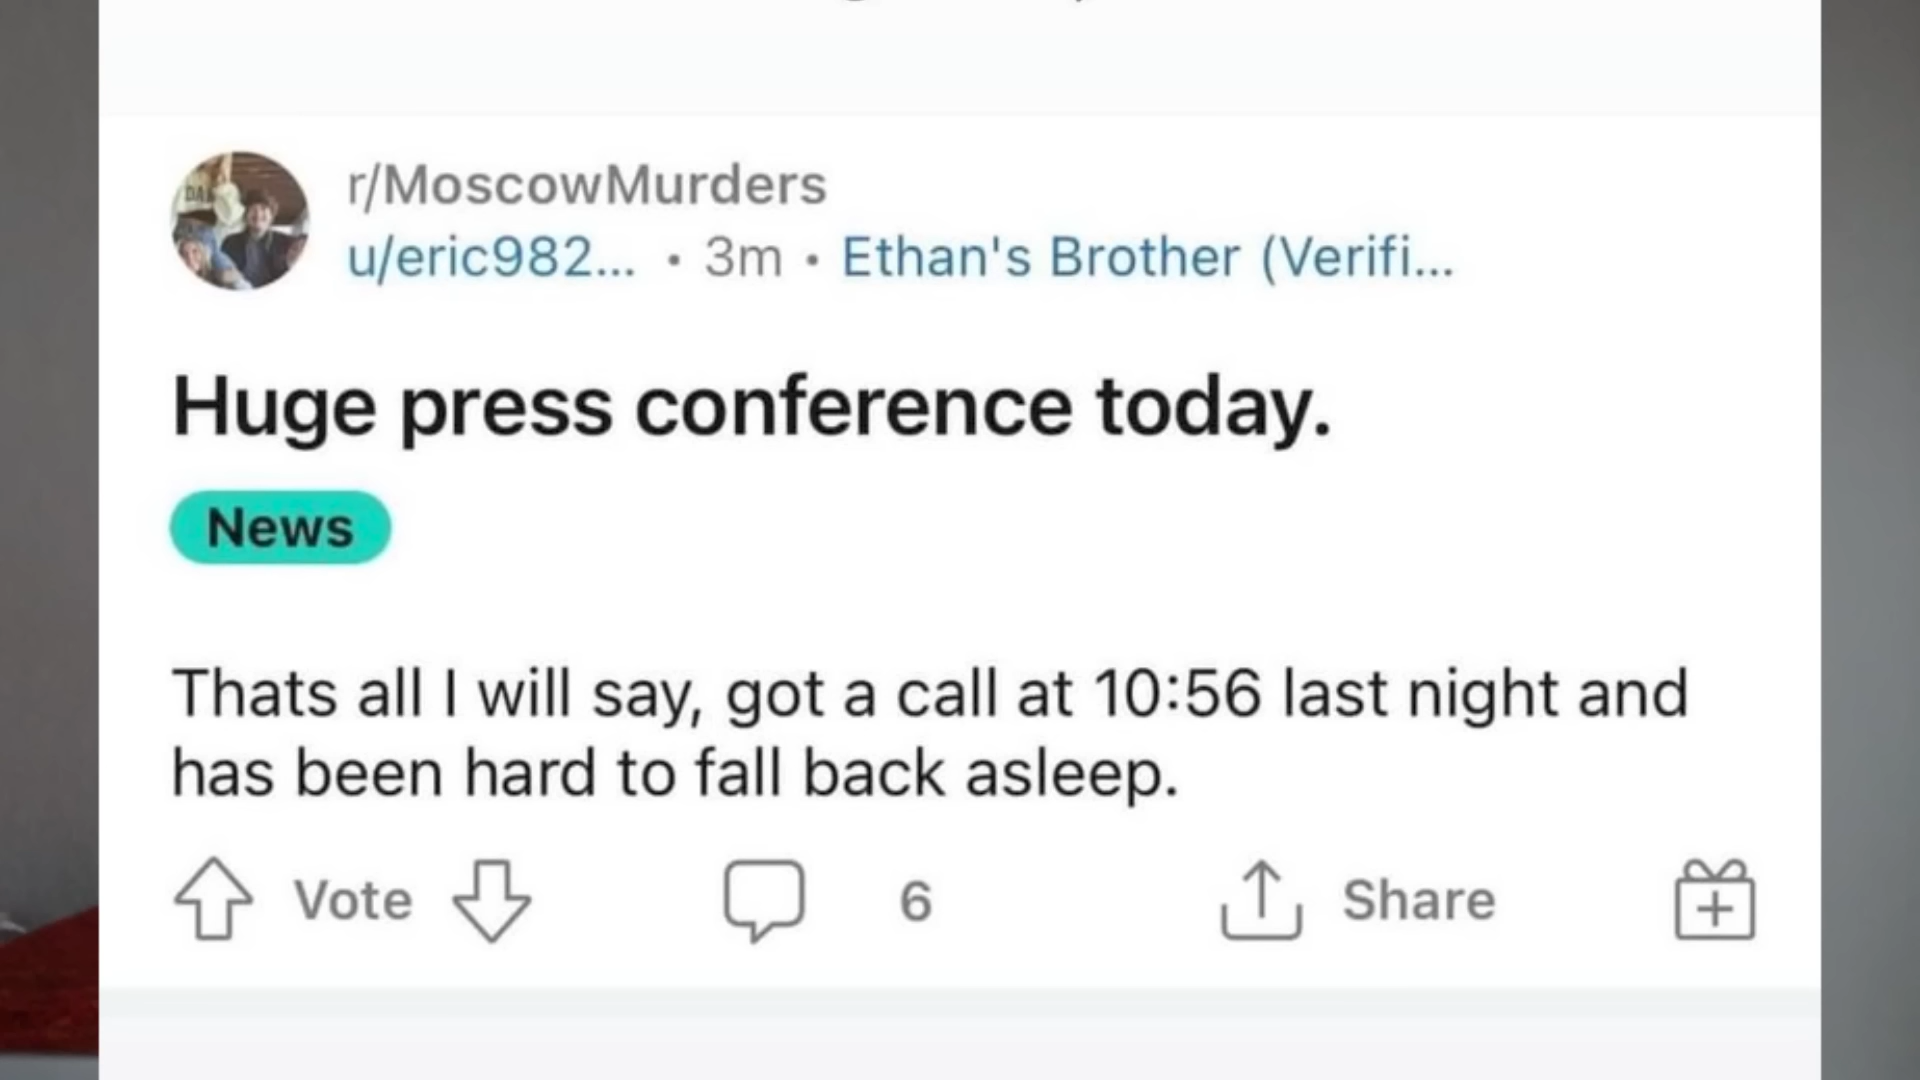 r/MoscowMurders
u/eric982... • 3m • Ethan's Brother (Verifi...
Huge press conference today.
News
Thats all I will say, got a call at 10:56 last night and
has been hard to fall back asleep.
Vote 6 Share